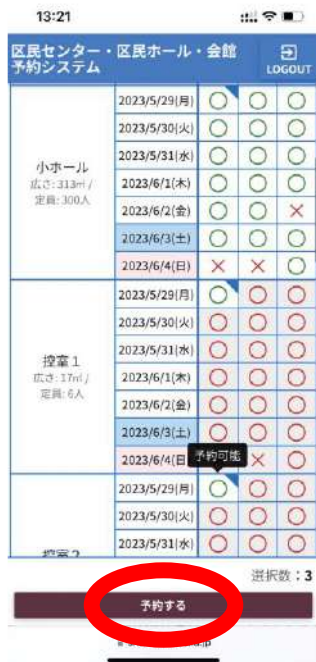 13:21
区民センター・区民ホール・会館
予約システム
LOGOUT
小ホール
広さ:313㎡ /
定員:300人
2023/5/29(月) ○ ○ ○
2023/5/30(火) ○ ○ ○
2023/5/31(水) ○ ○ ○
2023/6/1(木) ○ ○ ○
2023/6/2(金) ○ ○ ×
2023/6/3(土) ○ ○ ○
2023/6/4(日) × × ○
控室1
広さ:17㎡ /
定員:6人
2023/5/29(月) ○ ○ ○
2023/5/30(火) ○ ○ ○
2023/5/31(水) ○ ○ ○
2023/6/1(木) ○ ○ ○
2023/6/2(金) ○ ○ ○
2023/6/3(土) ○ ○ ○
2023/6/4(日 × ○
予約可能
控室2
2023/5/29(月) ○ ○ ○
2023/5/30(火) ○ ○ ○
2023/5/31(水) ○ ○ ○
選択数:3
予約する